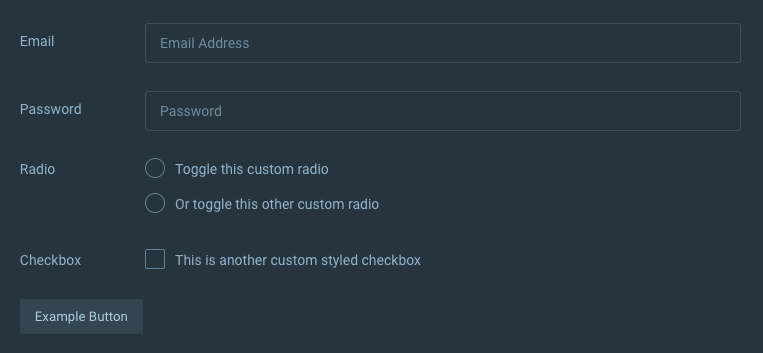 Email
Email Address
Password
Password
Radio
Toggle this custom radio
Or toggle this other custom radio
Checkbox
This is another custom styled checkbox
Example Button